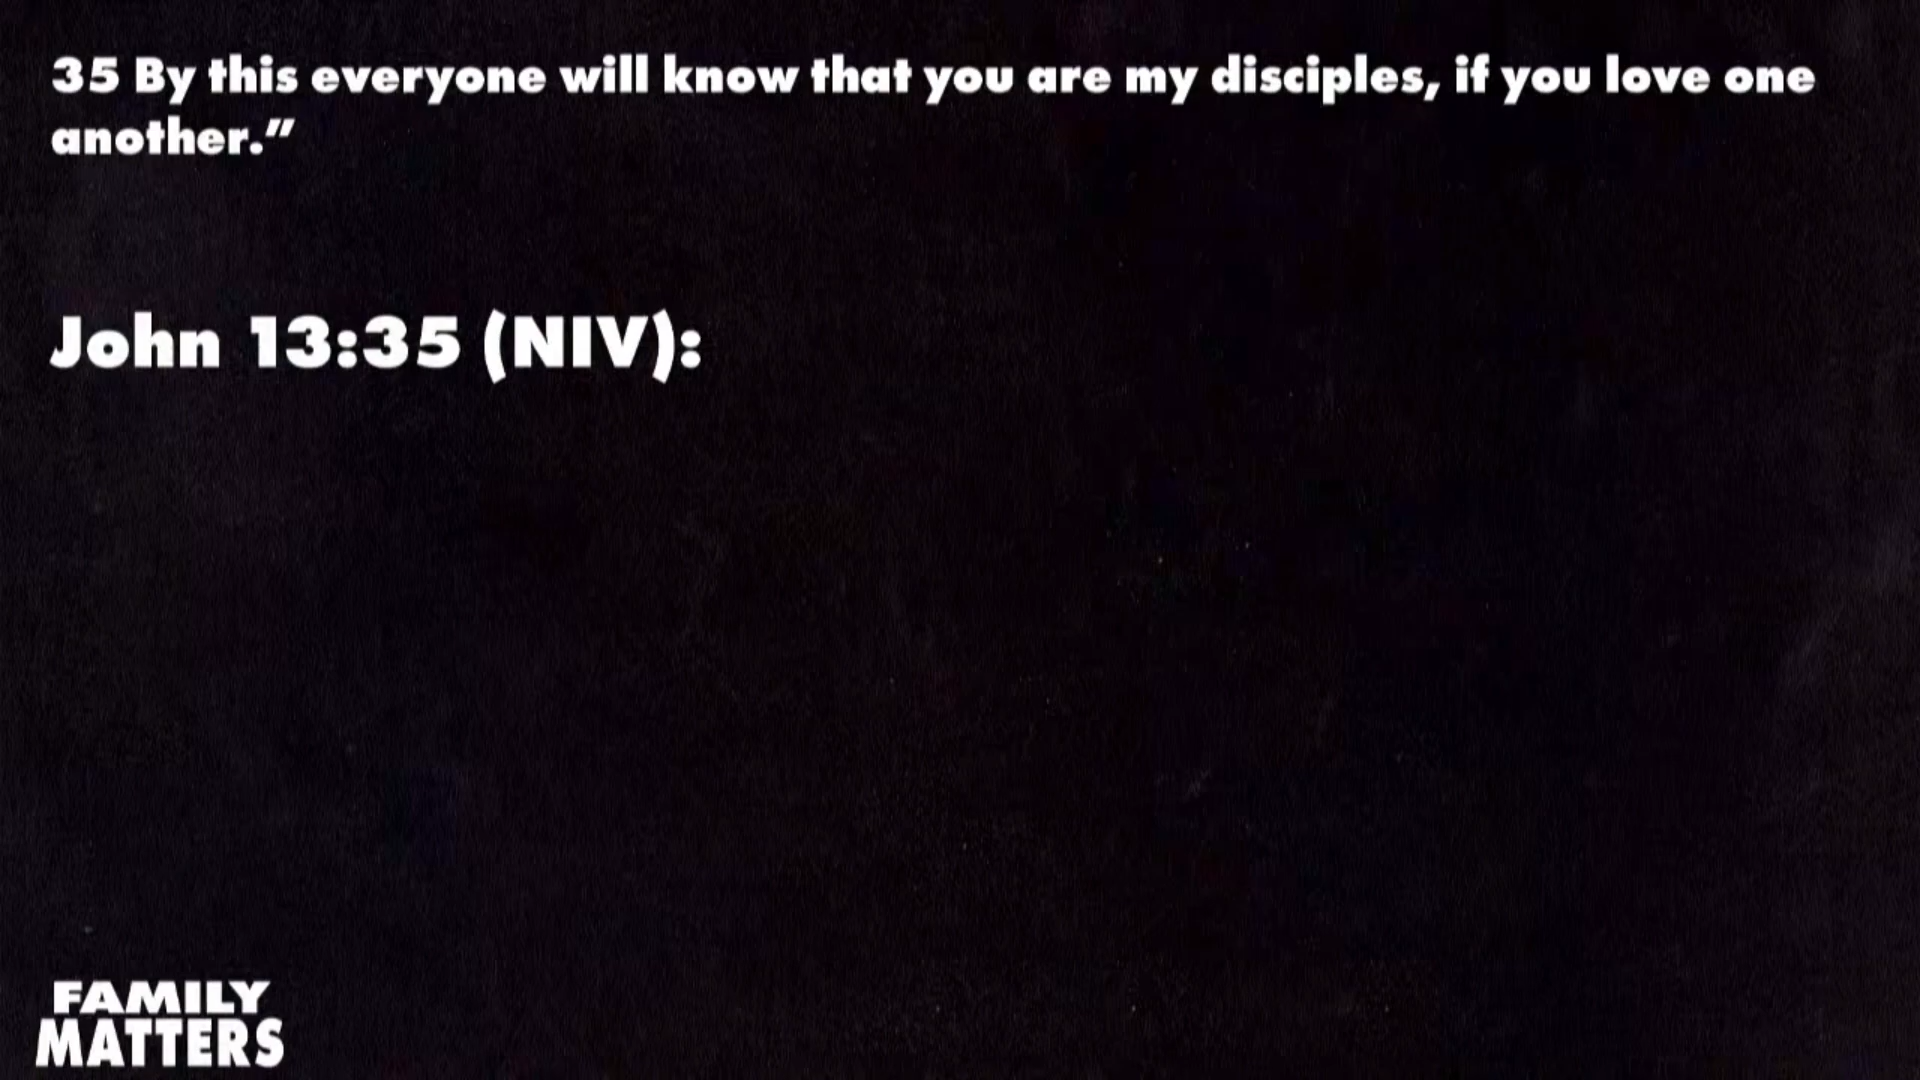 35 By this everyone will know that you are my disciples, if you love one
another.”
John 13:35 (NIV):
FAMILY
MATTERS